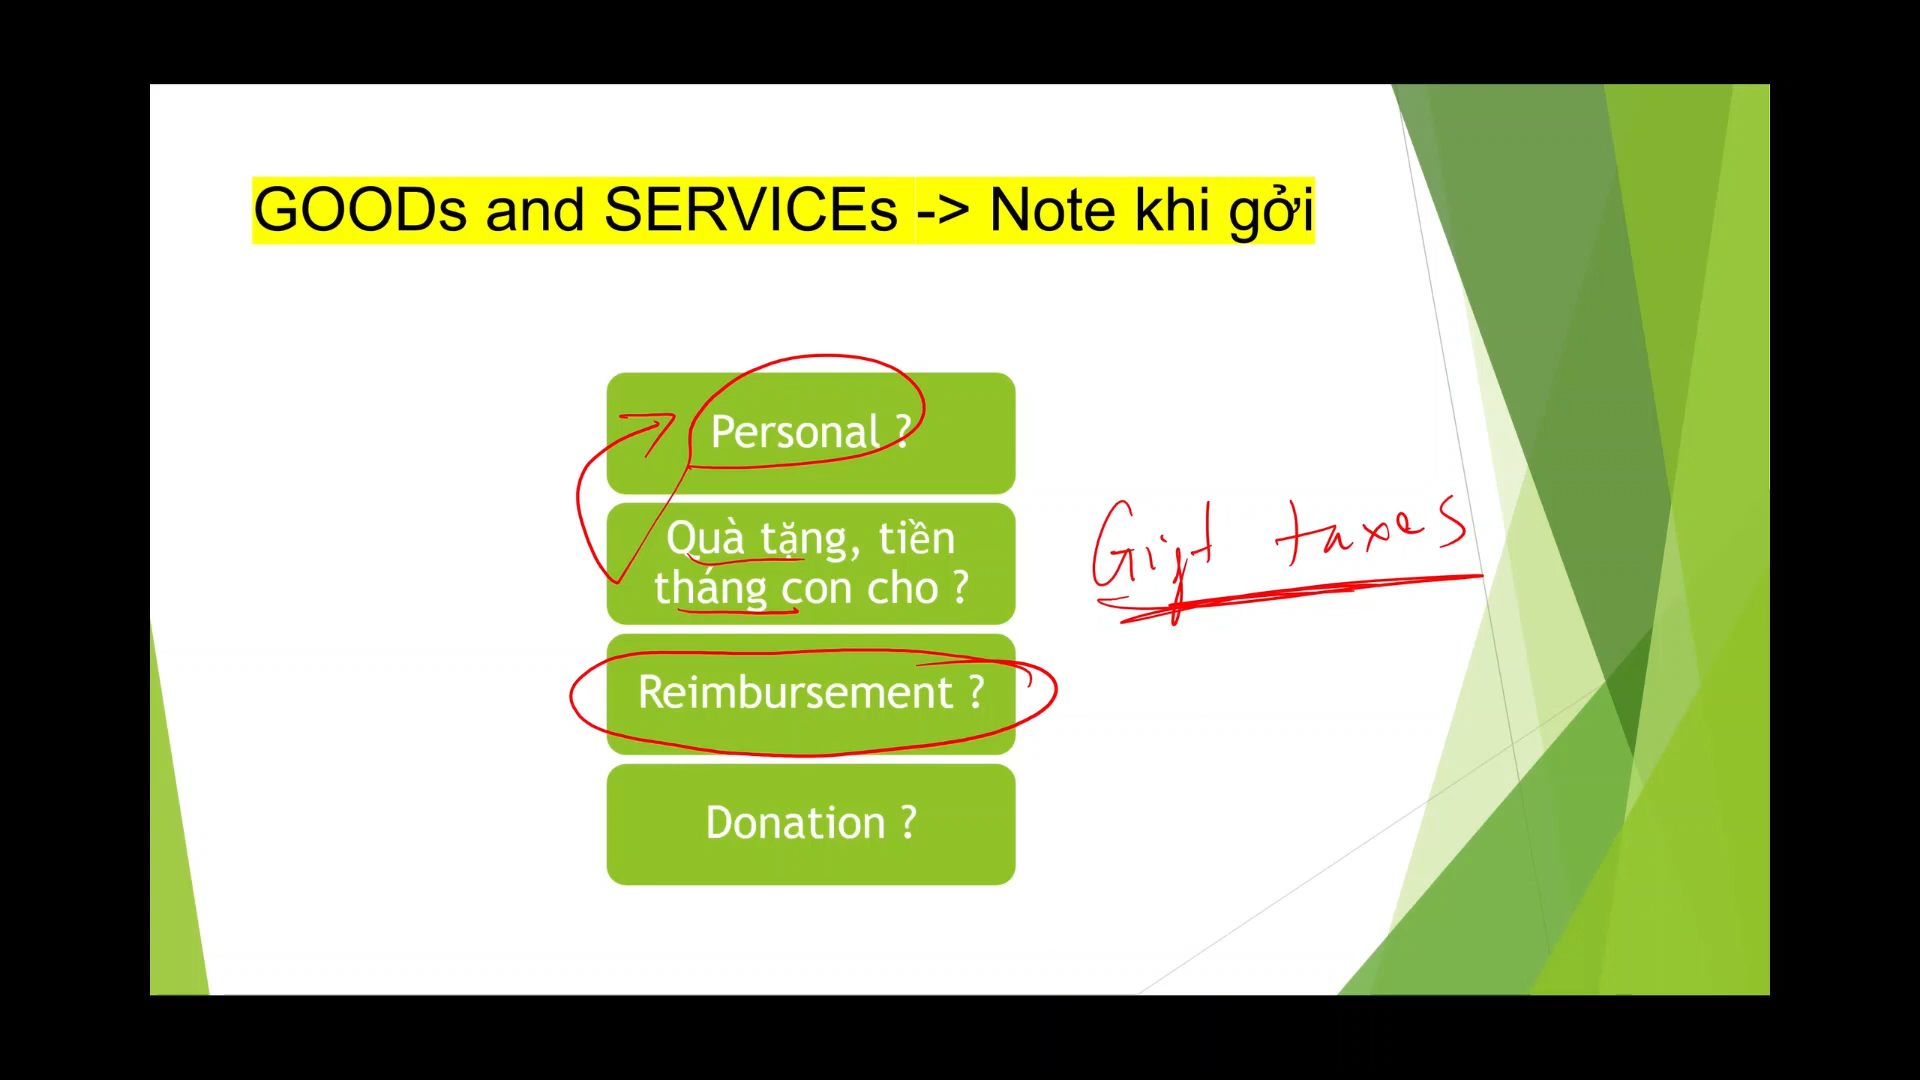 GOODs and SERVICEs -> Note khi gởi
Personal ?
Quà tặng, tiền
tháng con cho ?
Gift taxes
Reimbursement ?
Donation ?